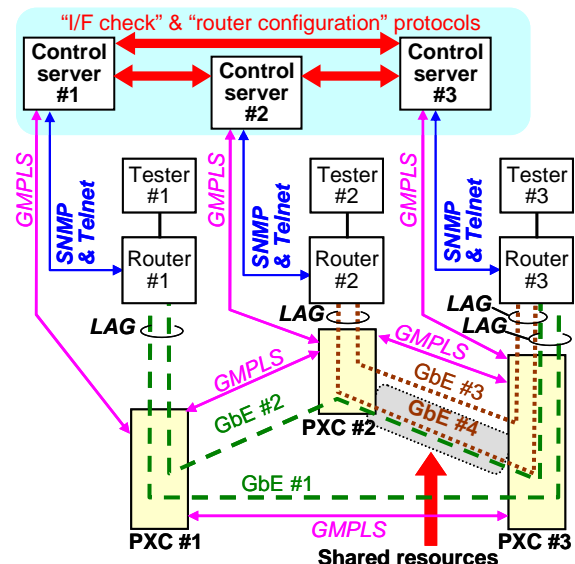 “I/F check” & “router configuration” protocols
Control
server
#1
Control
server
#2
Control
server
#3
GMPLS
SNMP
& Telnet
GMPLS
SNMP
& Telnet
GMPLS
SNMP
& Telnet
Tester
#1
Tester
#2
Tester
#3
Router
#1
Router
#2
Router
#3
LAG
LAG
LAG
LAG
GMPLS
GMPLS
GbE #2
GbE #3
GbE #4
PXC #2
GbE #1
GMPLS
PXC #1
PXC #3
Shared resources